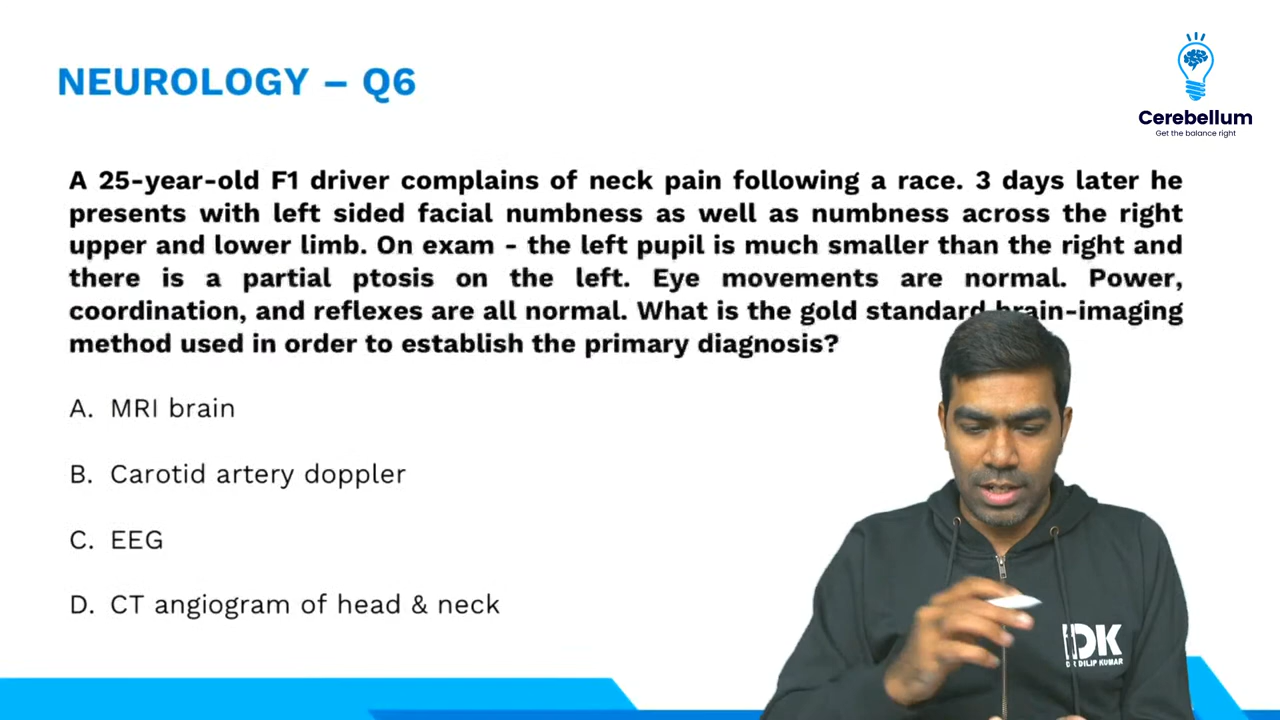 NEUROLOGY – Q6
Cerebellum
Get the balance right
A 25-year-old F1 driver complains of neck pain following a race. 3 days later he
presents with left sided facial numbness as well as numbness across the right
upper and lower limb. On exam - the left pupil is much smaller than the right and
there is a partial ptosis on the left. Eye movements are normal. Power,
coordination, and reflexes are all normal. What is the gold standard brain-imaging
method used in order to establish the primary diagnosis?
A. MRI brain
B. Carotid artery doppler
C. EEG
D. CT angiogram of head & neck
DK
DR DILIP KUMAR